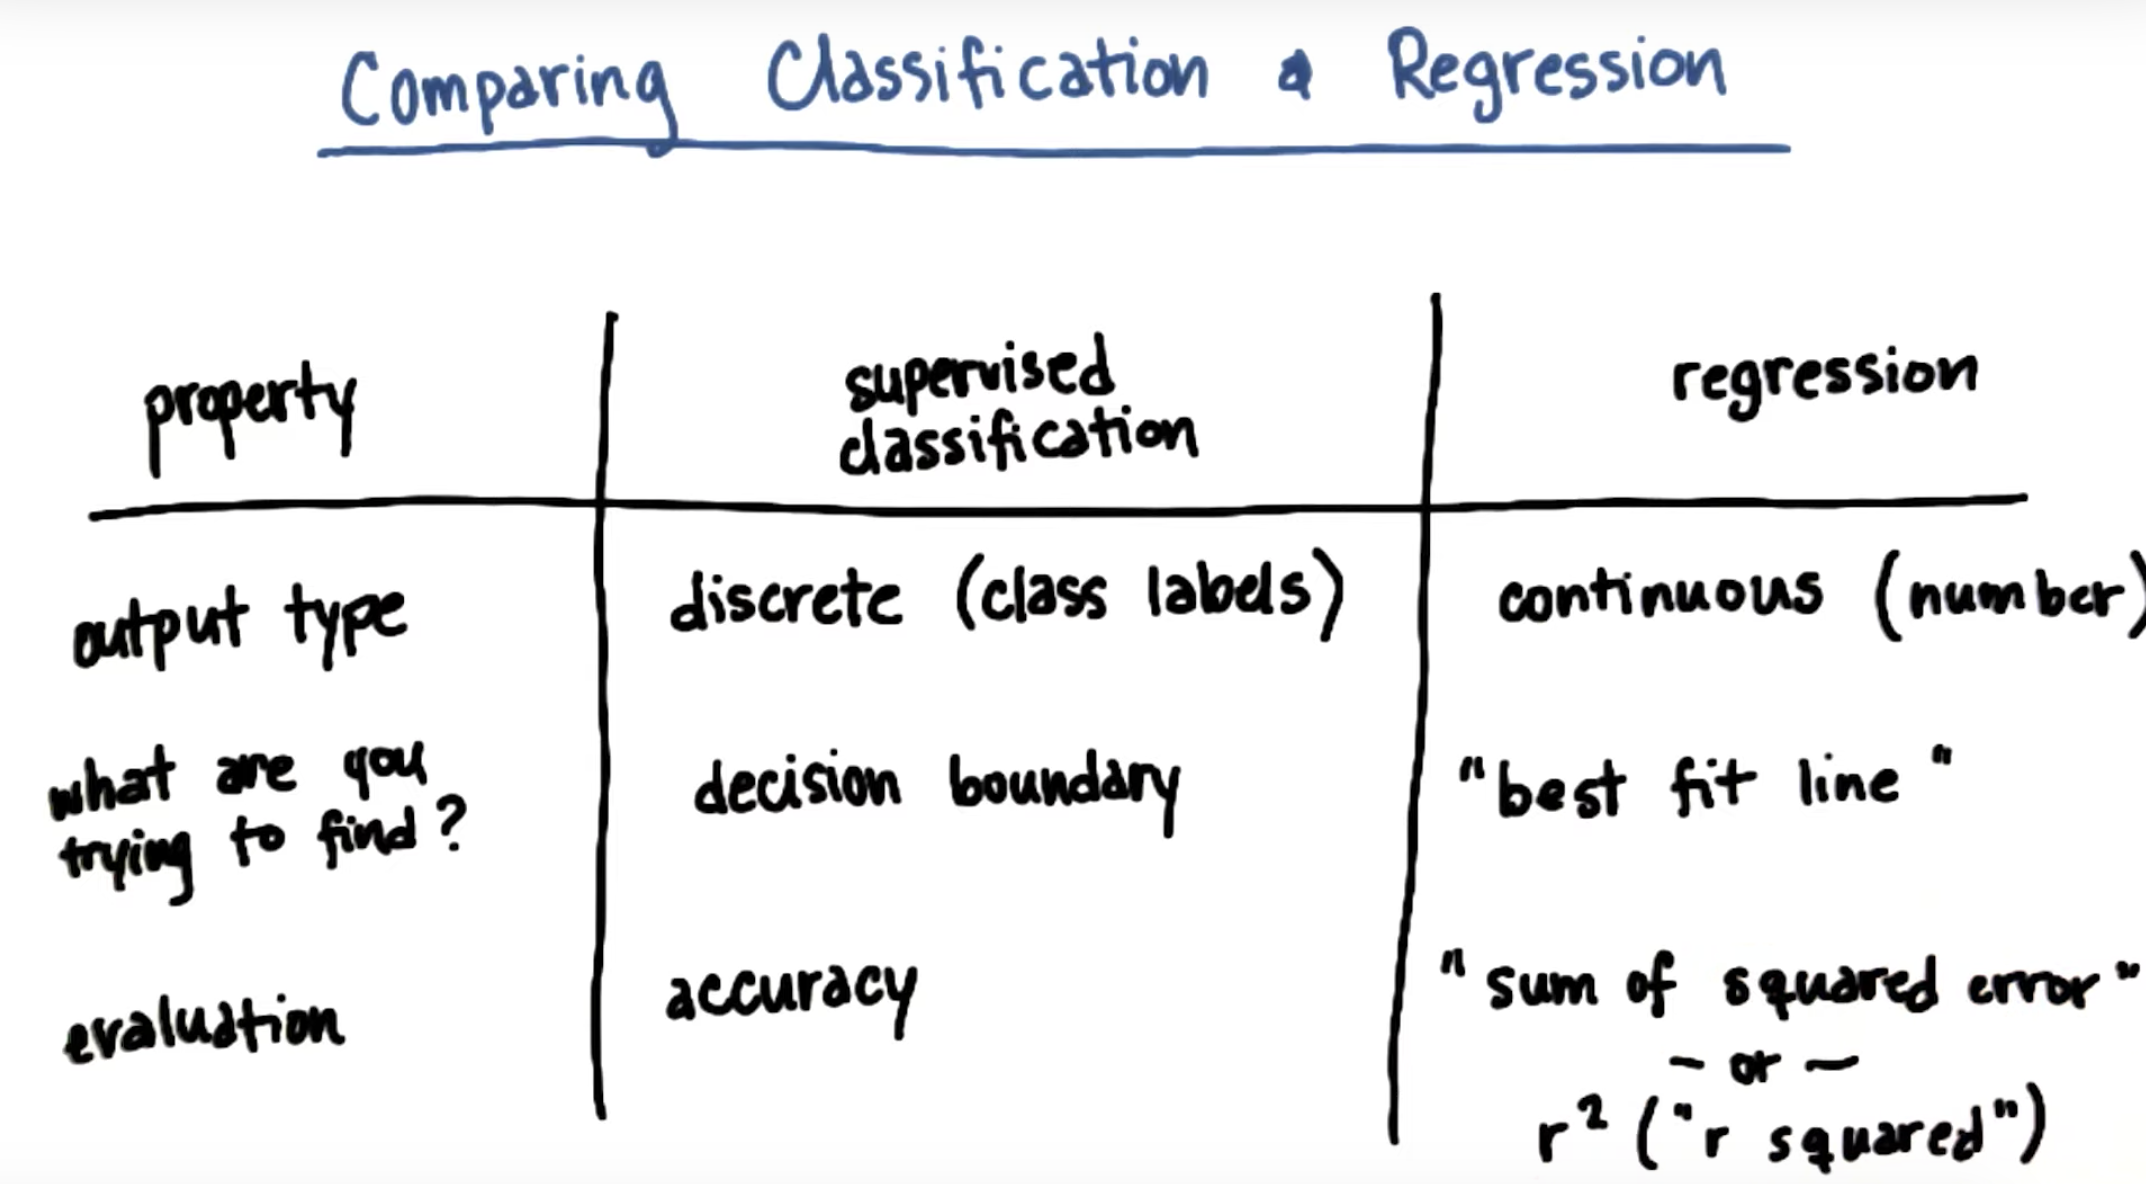 Comparing Classification & Regression
property
supervised
classification
regression
output type
discrete (class labels)
continuous (number)
what are you
trying to find?
decision boundary
"best fit line"
evaluation
accuracy
"sum of squared error"
- or -
r² ("r squared")